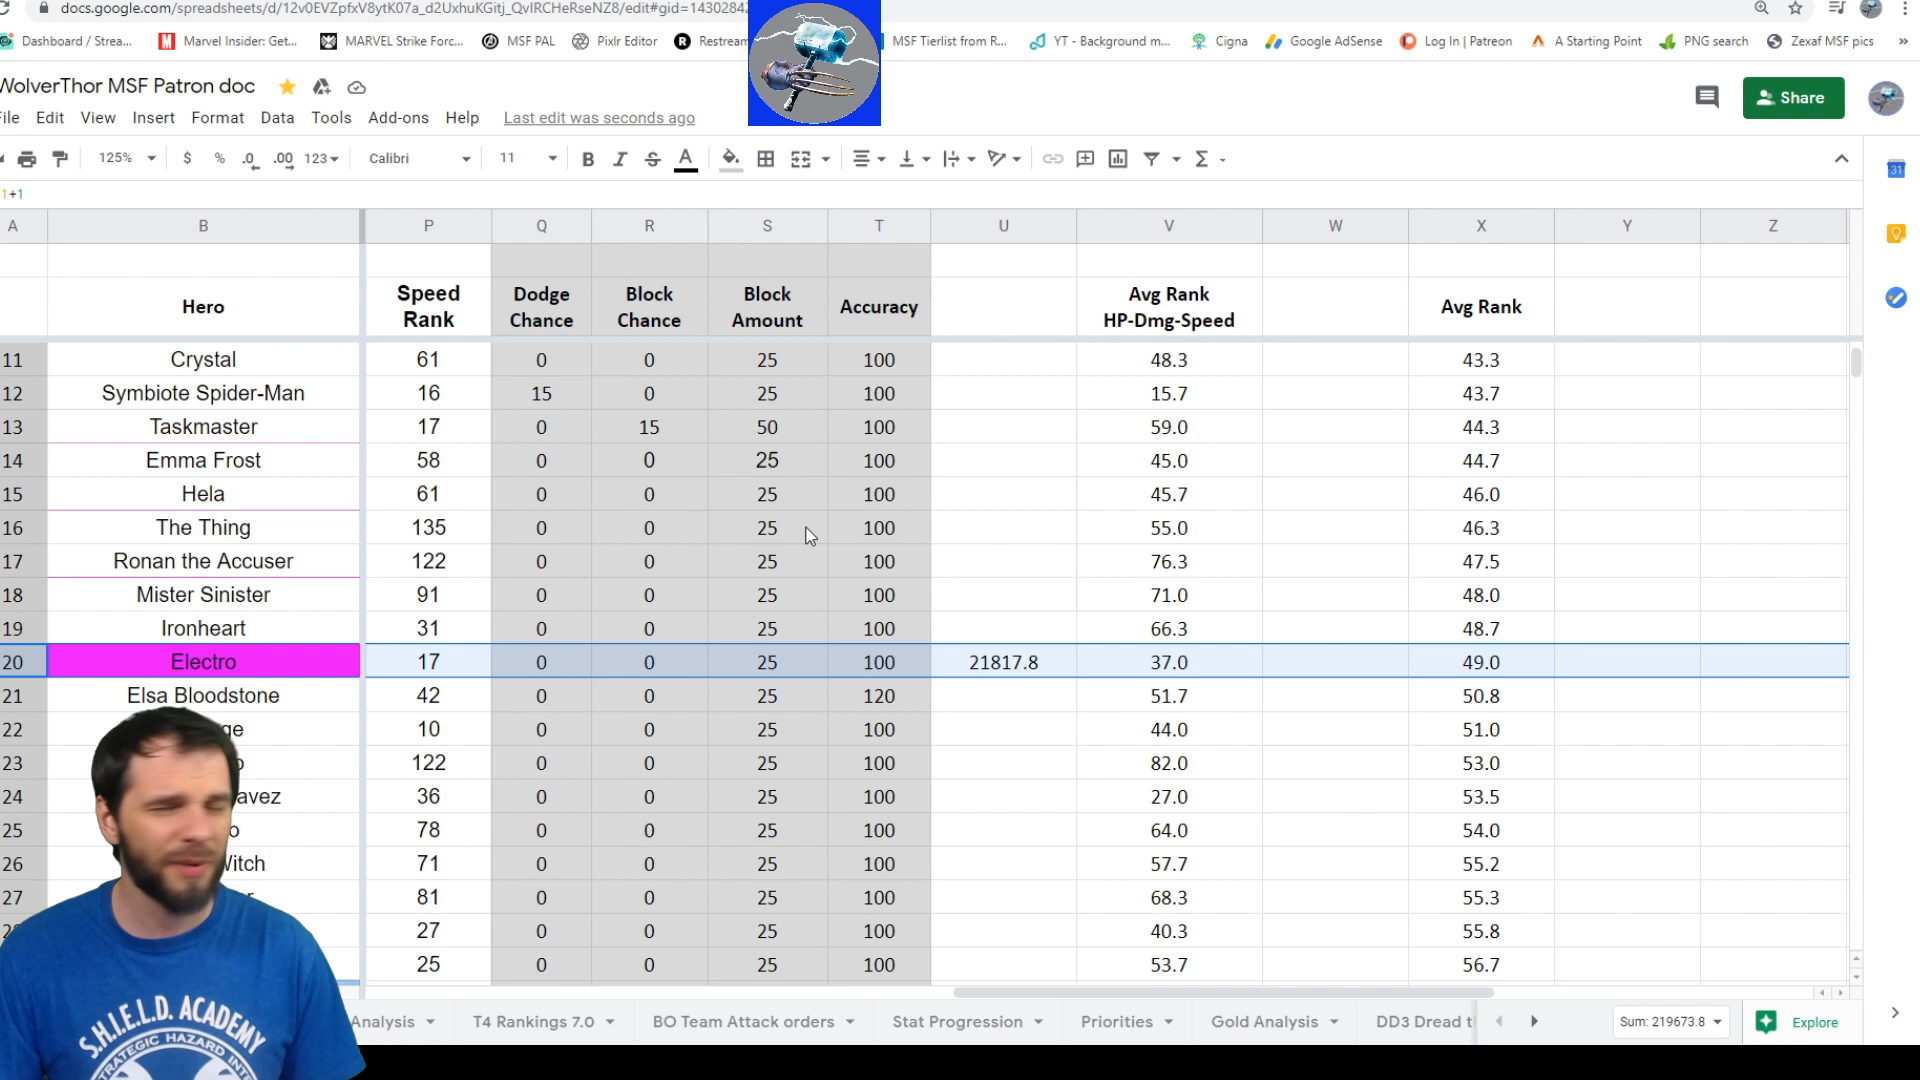 docs.google.com/spreadsheets/d/12v0EVZpfxV8ytK07a_d2UxhuKGitj_QvIRCHeRseNZ8/edit#gid=14302842
Dashboard / Strea... Marvel Insider: Get... MARVEL Strike Forc... MSF PAL Pixlr Editor Restream MSF Tierlist from R... YT - Background m... Cigna Google AdSense Log In | Patreon A Starting Point PNG search Zexaf MSF pics »
WolverThor MSF Patron doc
File Edit View Insert Format Data Tools Add-ons Help Last edit was seconds ago Share
125% $ % .0 .00 123 Calibri 11 B I S A
1+1
A B P Q R S T U V W X Y Z
Hero Speed Rank Dodge Chance Block Chance Block Amount Accuracy Avg Rank HP-Dmg-Speed Avg Rank
11 Crystal 61 0 0 25 100 48.3 43.3
12 Symbiote Spider-Man 16 15 0 25 100 15.7 43.7
13 Taskmaster 17 0 15 50 100 59.0 44.3
14 Emma Frost 58 0 0 25 100 45.0 44.7
15 Hela 61 0 0 25 100 45.7 46.0
16 The Thing 135 0 0 25 100 55.0 46.3
17 Ronan the Accuser 122 0 0 25 100 76.3 47.5
18 Mister Sinister 91 0 0 25 100 71.0 48.0
19 Ironheart 31 0 0 25 100 66.3 48.7
20 Electro 17 0 0 25 100 21817.8 37.0 49.0
21 Elsa Bloodstone 42 0 0 25 120 51.7 50.8
22 ge 10 0 0 25 100 44.0 51.0
23 o 122 0 0 25 100 82.0 53.0
24 avez 36 0 0 25 100 27.0 53.5
25 o 78 0 0 25 100 64.0 54.0
26 Witch 71 0 0 25 100 57.7 55.2
27 r 81 0 0 25 100 68.3 55.3
27 0 0 25 100 40.3 55.8
25 0 0 25 100 53.7 56.7
Analysis T4 Rankings 7.0 BO Team Attack orders Stat Progression Priorities Gold Analysis DD3 Dread t Sum: 219673.8 Explore
31
S.H.I.E.L.D. ACADEMY